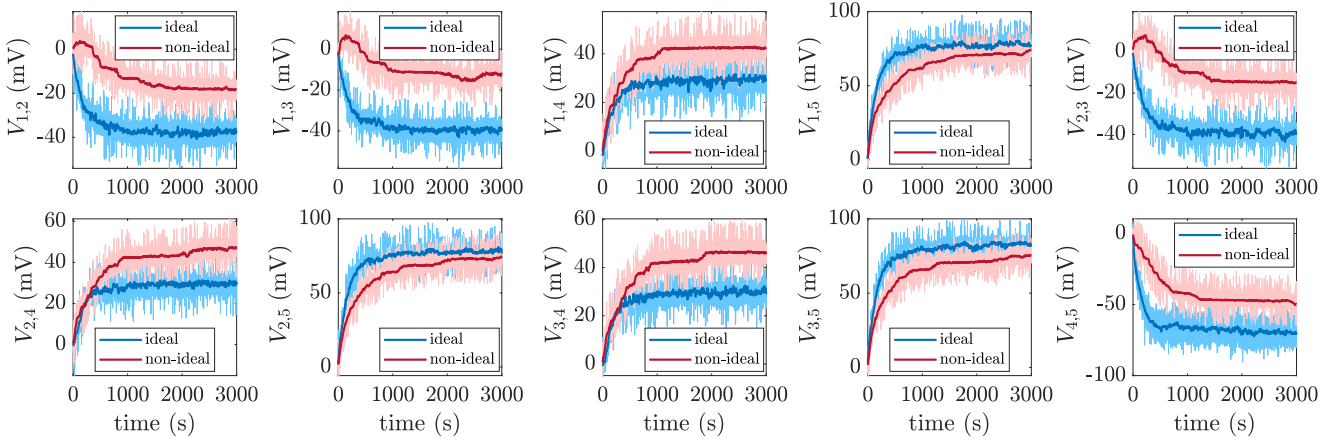 V1,2 (mV)
0
-20
-40
ideal
non-ideal
0 1000 2000 3000
V1,3 (mV)
0
-20
-40
ideal
non-ideal
0 1000 2000 3000
V1,4 (mV)
40
20
0
ideal
non-ideal
0 1000 2000 3000
V1,5 (mV)
100
50
0
ideal
non-ideal
0 1000 2000 3000
V2,3 (mV)
0
-20
-40
ideal
non-ideal
0 1000 2000 3000
V2,4 (mV)
60
40
20
0
ideal
non-ideal
0 1000 2000 3000
time (s)
V2,5 (mV)
100
50
0
ideal
non-ideal
0 1000 2000 3000
time (s)
V3,4 (mV)
60
40
20
0
ideal
non-ideal
0 1000 2000 3000
time (s)
V3,5 (mV)
100
50
0
ideal
non-ideal
0 1000 2000 3000
time (s)
V4,5 (mV)
0
-50
-100
ideal
non-ideal
0 1000 2000 3000
time (s)